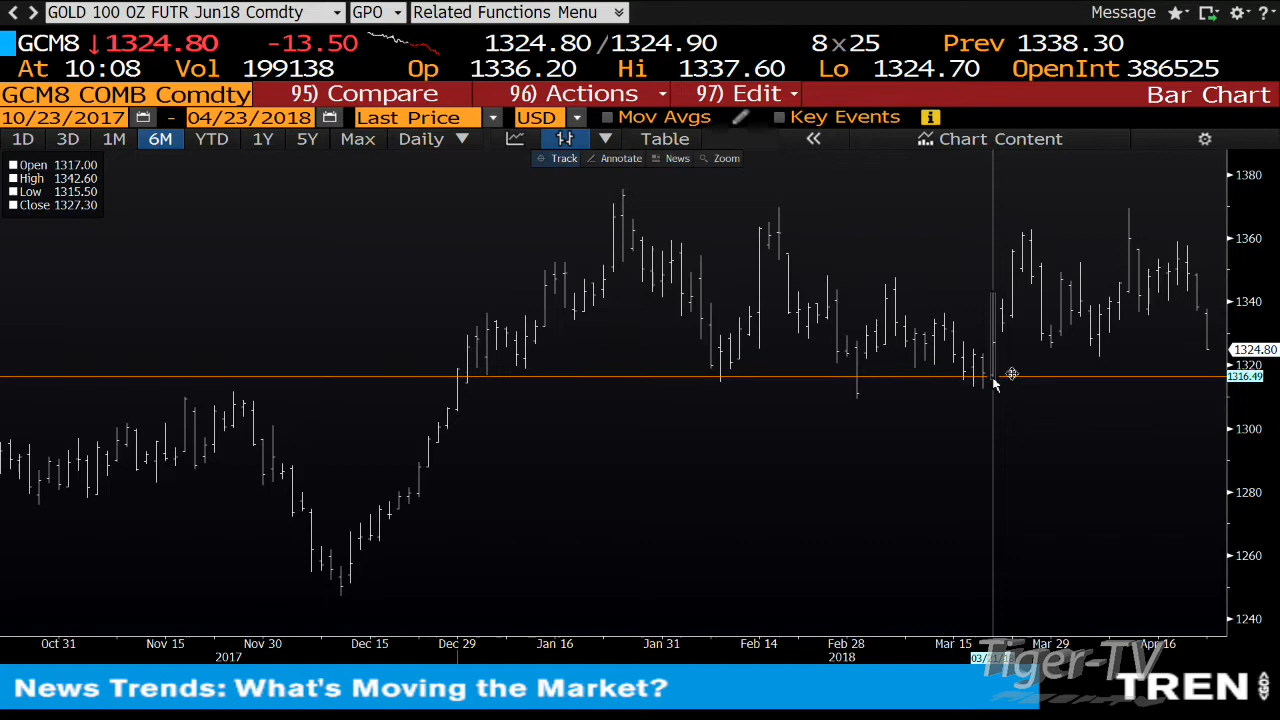 GOLD 100 OZ FUTR Jun18 Comdty GPO Related Functions Menu Message
GCM8 ↓1324.80 -13.50 1324.80/1324.90 8x25 Prev 1338.30
At 10:08 Vol 199138 Op 1336.20 Hi 1337.60 Lo 1324.70 OpenInt 386525
GCM8 COMB Comdty 95) Compare 96) Actions 97) Edit Bar Chart
10/23/2017 - 04/23/2018 Last Price USD Mov Avgs Key Events
1D 3D 1M 6M YTD 1Y 5Y Max Daily Table « Chart Content
Track Annotate News Zoom
Open 1317.00
High 1342.60
Low 1315.50
Close 1327.30
1380
1360
1340
1324.80
1320
1316.49
1300
1280
1260
1240
Oct 31 Nov 15 Nov 30 Dec 15 Dec 29 Jan 16 Jan 31 Feb 14 Feb 28 Mar 15 Mar 29 Apr 16
2017 2018
Tiger-TV
News Trends: What's Moving the Market?
TREN
GO